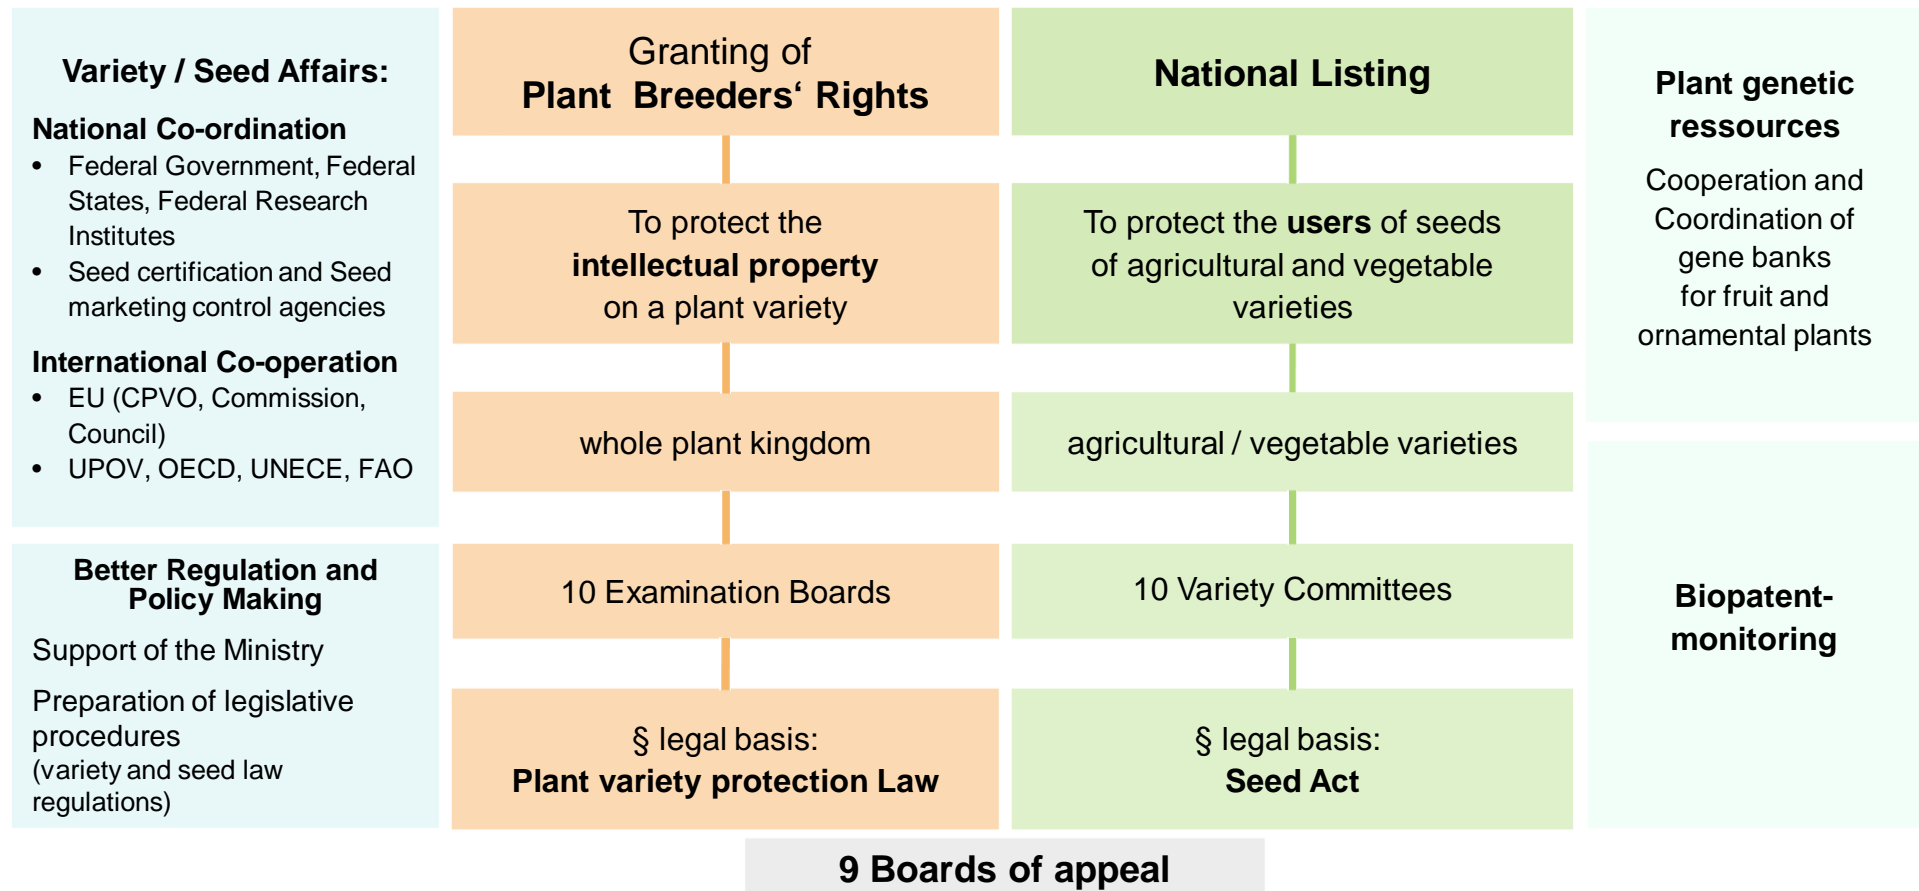 Variety / Seed Affairs:
National Co-ordination
• Federal Government, Federal
States, Federal Research
Institutes
• Seed certification and Seed
marketing control agencies
International Co-operation
• EU (CPVO, Commission,
Council)
• UPOV, OECD, UNECE, FAO
Better Regulation and
Policy Making
Support of the Ministry
Preparation of legislative
procedures
(variety and seed law
regulations)
Granting of
Plant Breeders‘ Rights
To protect the
intellectual property
on a plant variety
whole plant kingdom
10 Examination Boards
§ legal basis:
Plant variety protection Law
National Listing
To protect the users of seeds
of agricultural and vegetable
varieties
agricultural / vegetable varieties
10 Variety Committees
§ legal basis:
Seed Act
Plant genetic
ressources
Cooperation and
Coordination of
gene banks
for fruit and
ornamental plants
Biopatent-
monitoring
9 Boards of appeal